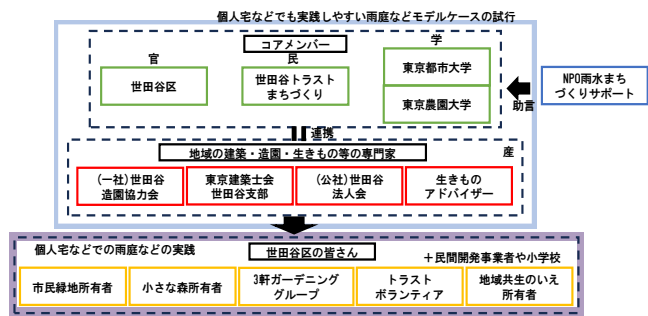 個人宅などでも実践しやすい雨庭などモデルケースの試行
コアメンバー
官
民
学
世田谷区
世田谷トラスト
まちづくり
東京都市大学
東京農園大学
助言
NPO雨水まち
づくりサポート
連携
地域の建築・造園・生きもの等の専門家
産
(一社)世田谷
造園協力会
東京建築士会
世田谷支部
(公社)世田谷
法人会
生きもの
アドバイザー
個人宅などでの雨庭などの実践
世田谷区の皆さん
＋民間開発事業者や小学校
市民緑地所有者
小さな森所有者
3軒ガーデニング
グループ
トラスト
ボランティア
地域共生のいえ
所有者